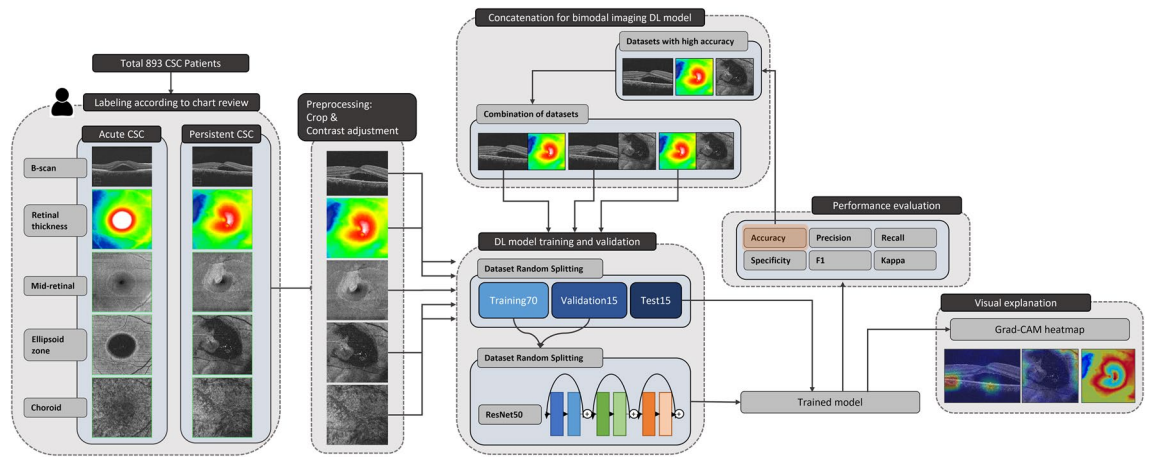 Total 893 CSC Patients
Labeling according to chart review
Acute CSC
Persistent CSC
B-scan
Retinal
thickness
Mid-retinal
Ellipsoid
zone
Choroid
Preprocessing:
Crop &
Contrast adjustment
Concatenation for bimodal imaging DL model
Datasets with high accuracy
Combination of datasets
DL model training and validation
Dataset Random Splitting
Training70
Validation15
Test15
Dataset Random Splitting
ResNet50
Performance evaluation
Accuracy
Precision
Recall
Specificity
F1
Kappa
Trained model
Visual explanation
Grad-CAM heatmap